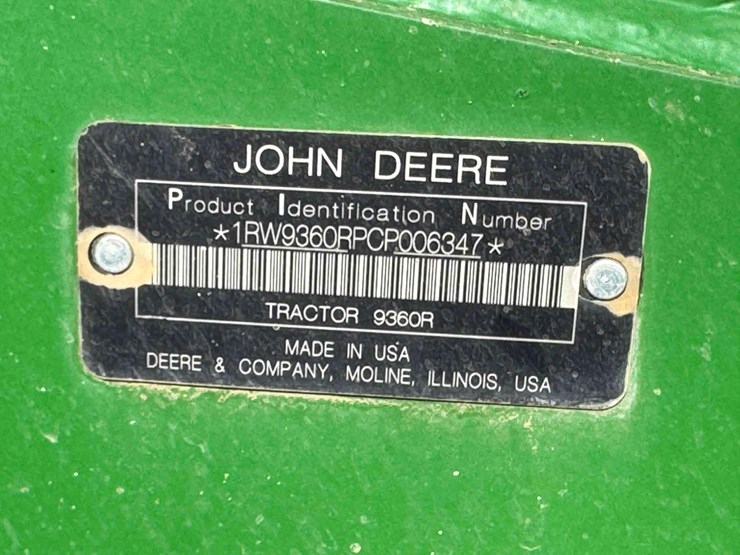 JOHN DEERE
Product Identification Number
*1RW9360RPCP006347*
TRACTOR 9360R
MADE IN USA
DEERE & COMPANY, MOLINE, ILLINOIS, USA